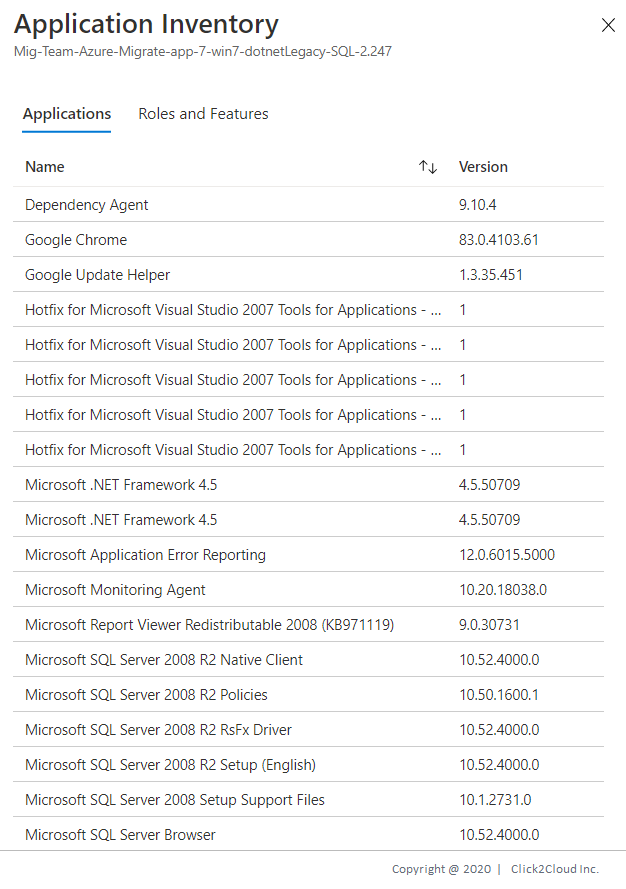 Application Inventory
Mig-Team-Azure-Migrate-app-7-win7-dotnetLegacy-SQL-2.247
Applications Roles and Features
Name Version
Dependency Agent 9.10.4
Google Chrome 83.0.4103.61
Google Update Helper 1.3.35.451
Hotfix for Microsoft Visual Studio 2007 Tools for Applications - ... 1
Hotfix for Microsoft Visual Studio 2007 Tools for Applications - ... 1
Hotfix for Microsoft Visual Studio 2007 Tools for Applications - ... 1
Hotfix for Microsoft Visual Studio 2007 Tools for Applications - ... 1
Hotfix for Microsoft Visual Studio 2007 Tools for Applications - ... 1
Microsoft .NET Framework 4.5 4.5.50709
Microsoft .NET Framework 4.5 4.5.50709
Microsoft Application Error Reporting 12.0.6015.5000
Microsoft Monitoring Agent 10.20.18038.0
Microsoft Report Viewer Redistributable 2008 (KB971119) 9.0.30731
Microsoft SQL Server 2008 R2 Native Client 10.52.4000.0
Microsoft SQL Server 2008 R2 Policies 10.50.1600.1
Microsoft SQL Server 2008 R2 RsFx Driver 10.52.4000.0
Microsoft SQL Server 2008 R2 Setup (English) 10.52.4000.0
Microsoft SQL Server 2008 Setup Support Files 10.1.2731.0
Microsoft SQL Server Browser 10.52.4000.0
Copyright @ 2020 | Click2Cloud Inc.